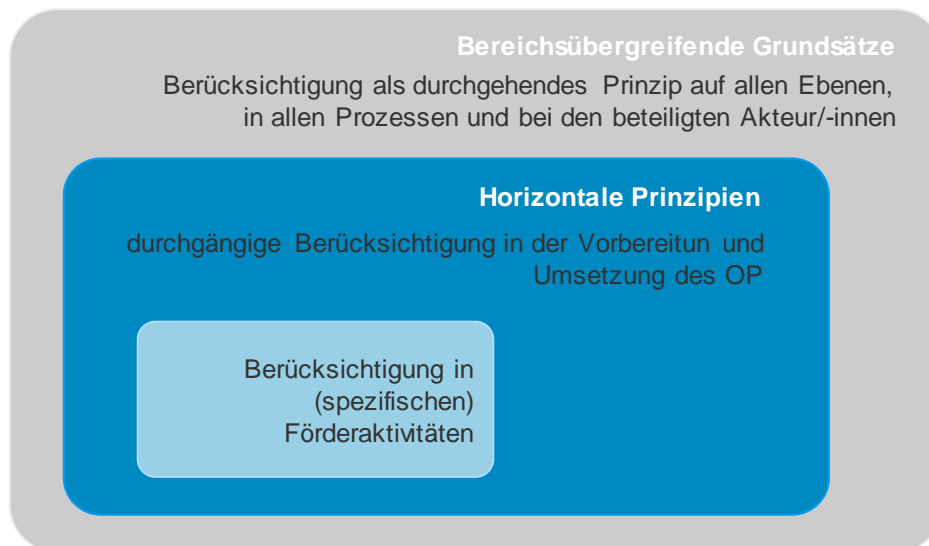 Bereichsübergreifende Grundsätze
Berücksichtigung als durchgehendes Prinzip auf allen Ebenen,
in allen Prozessen und bei den beteiligten Akteur/-innen
Horizontale Prinzipien
durchgängige Berücksichtigung in der Vorbereitun und
Umsetzung des OP
Berücksichtigung in
(spezifischen)
Förderaktivitäten